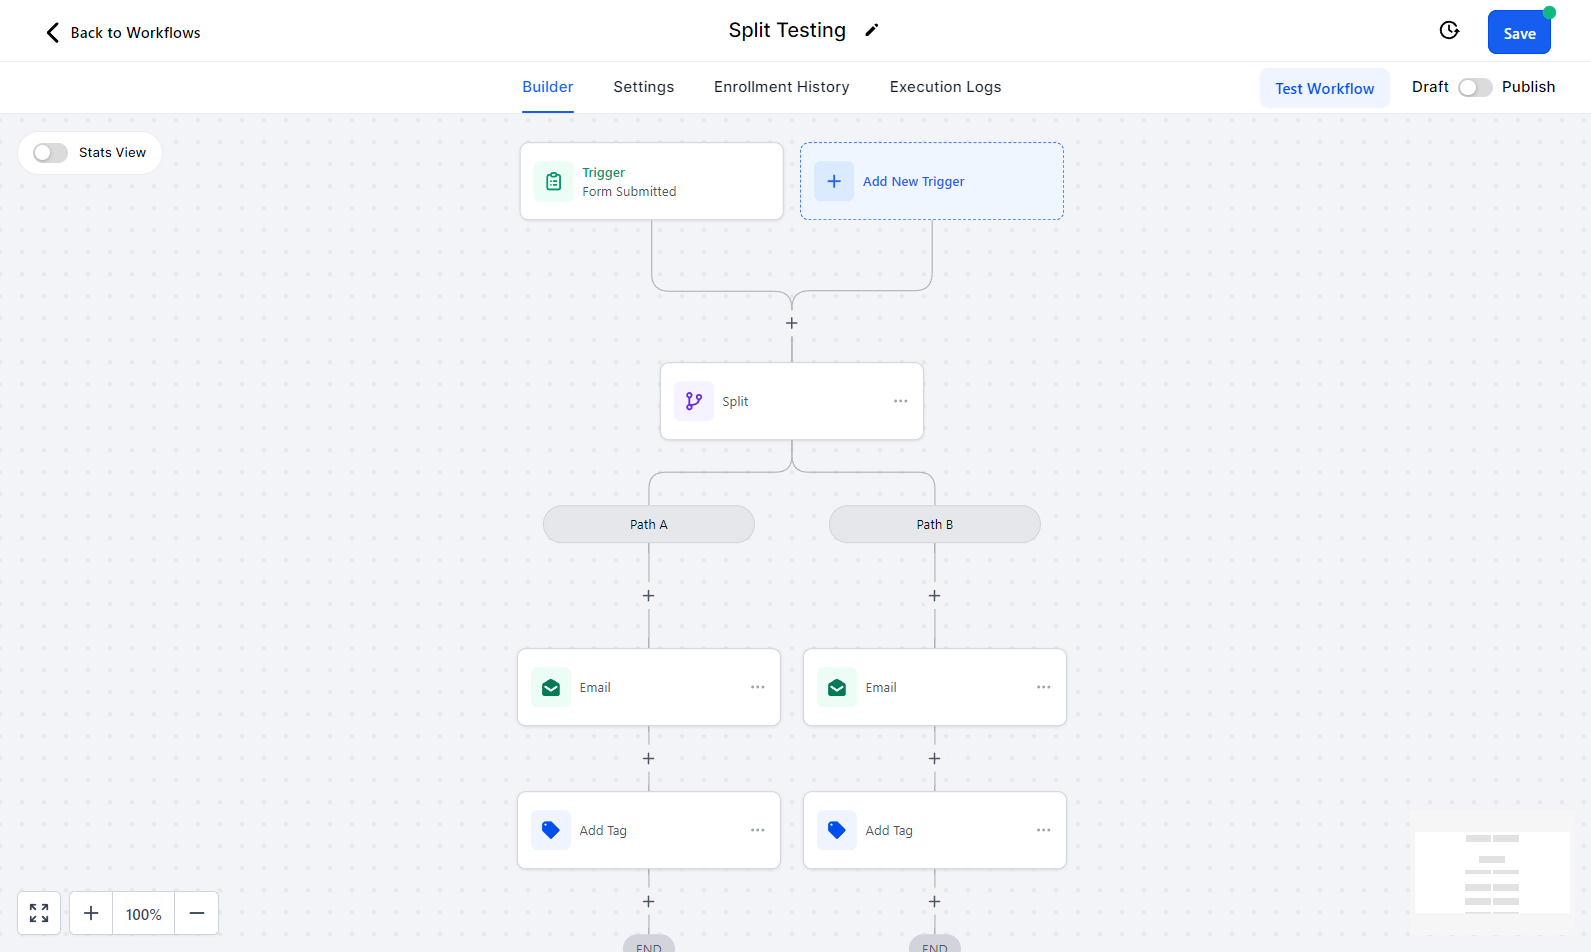 Back to Workflows
Split Testing
Save
Builder
Settings
Enrollment History
Execution Logs
Test Workflow
Draft
Publish
Stats View
Trigger
Form Submitted
Add New Trigger
Split
Path A
Path B
Email
Email
Add Tag
Add Tag
100%
END
END